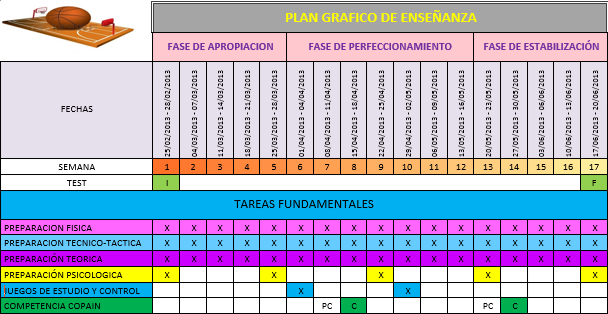 PLAN GRAFICO DE ENSEÑANZA
FASE DE APROPIACION FASE DE PERFECCIONAMIENTO FASE DE ESTABILIZACIÓN
FECHAS 25/02/2013 - 28/02/2013 04/03/2013 - 07/03/2013 11/03/2013 - 14/03/2013 18/03/2013 - 21/03/2013 25/03/2013 - 28/03/2013 01/04/2013 - 04/04/2013 08/04/2013 - 11/04/2013 15/04/2013 - 18/04/2013 22/04/2013 - 25/04/2013 29/04/2013 - 02/05/2013 06/05/2013 - 09/05/2013 13/05/2013 - 16/05/2013 20/05/2013 - 23/05/2013 27/05/2013 - 30/05/2013 03/06/2013 - 06/06/2013 10/06/2013 - 13/06/2013 17/06/2013 - 20/06/2013
SEMANA 1 2 3 4 5 6 7 8 9 10 11 12 13 14 15 16 17
TEST I F
TAREAS FUNDAMENTALES
PREPARACION FISICA X X X X X X X X X X X X X X X X X
PREPARACION TECNICO-TACTICA X X X X X X X X X X X X X X X X X
PREPARACIÓN TEORICA X X X X X X X X X X X X X X X X X
PREPARACIÓN PSICOLOGICA X X X X X
JUEGOS DE ESTUDIO Y CONTROL X X
COMPETENCIA COPAIN PC C PC C